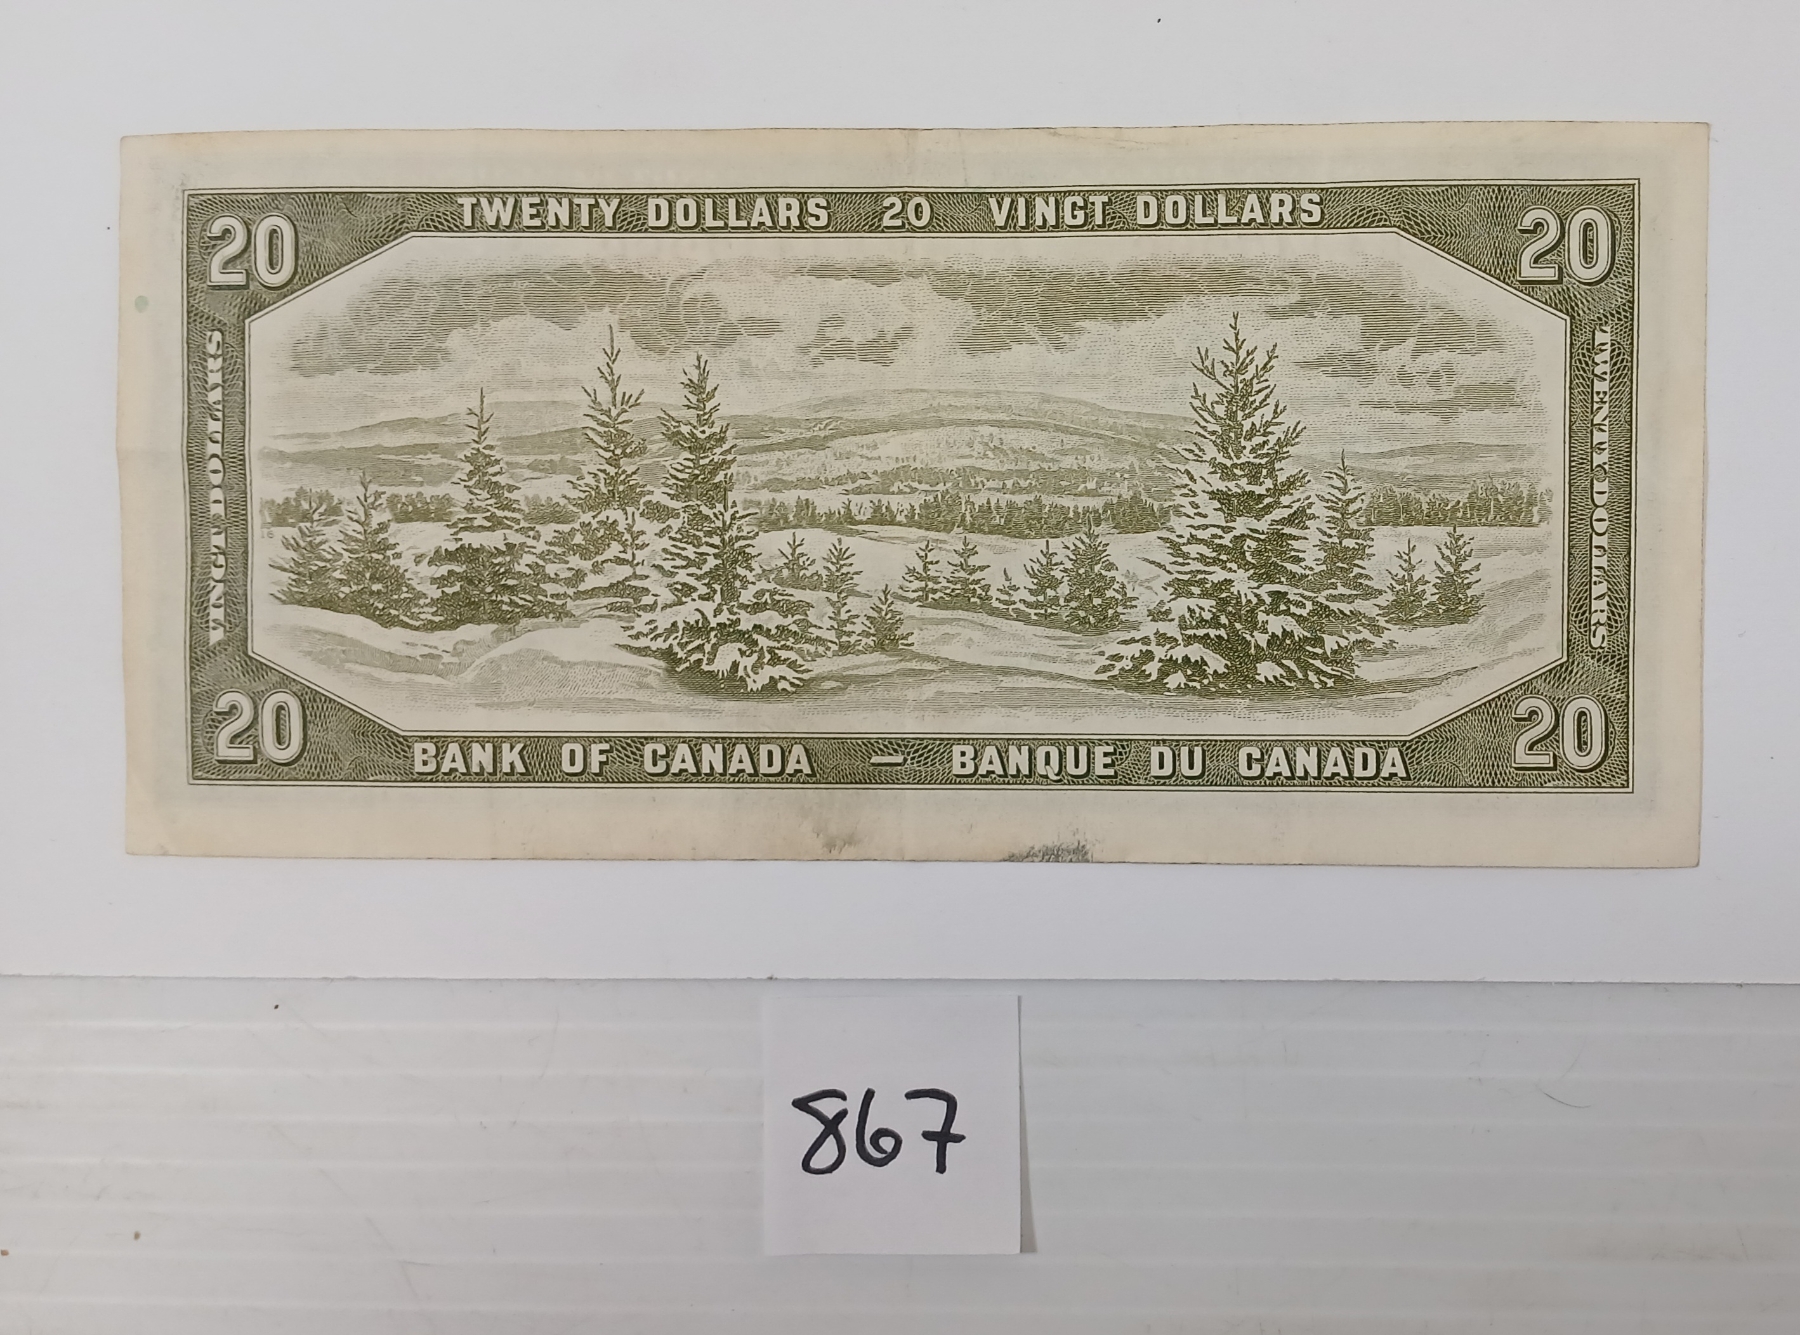 TWENTY DOLLARS 20 VINGT DOLLARS
20
20
VINGT DOLLARS
TWENTY DOLLARS
20
20
BANK OF CANADA – BANQUE DU CANADA
867